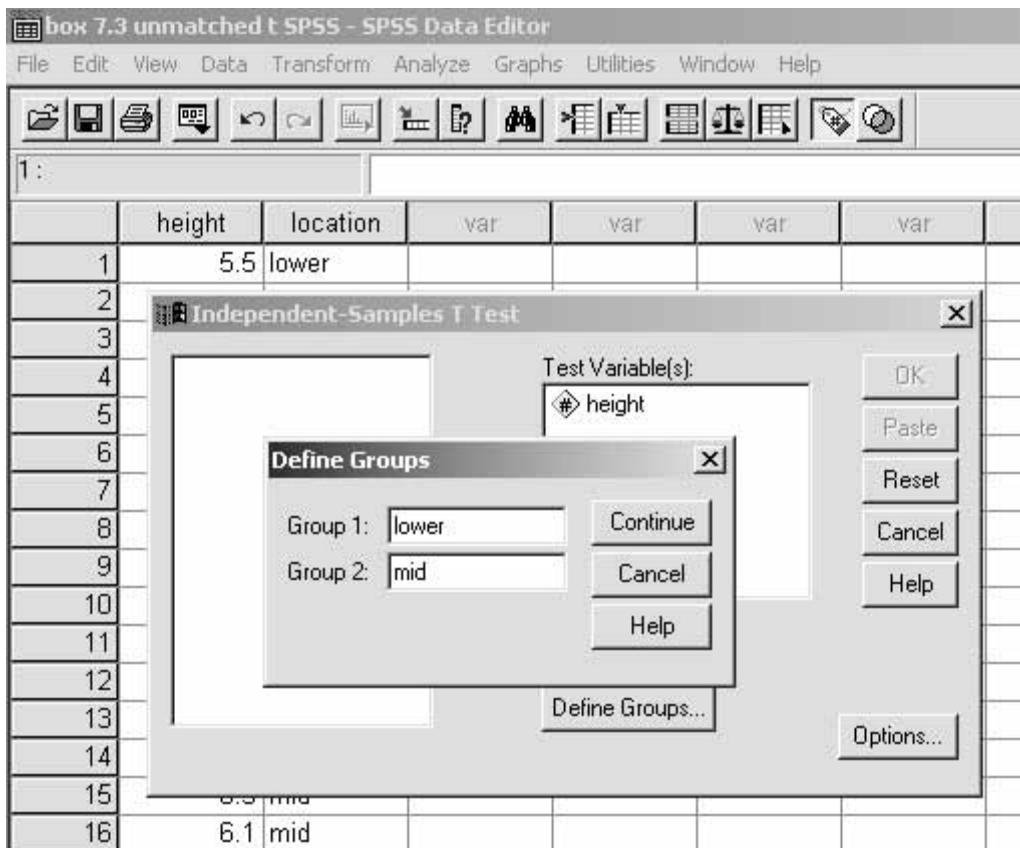 box 7.3 unmatched t SPSS - SPSS Data Editor
File Edit View Data Transform Analyze Graphs Utilities Window Help
1 :
height location var var var var
1 5.5 lower
2
Independent-Samples T Test
3
4 Test Variable(s): OK
5 height
Paste
6 Define Groups
7 Reset
8 Group 1: lower Continue Cancel
9 Group 2: mid Cancel Help
10
11 Help
12
13 Define Groups...
14 Options...
15 mid
16 6.1 mid